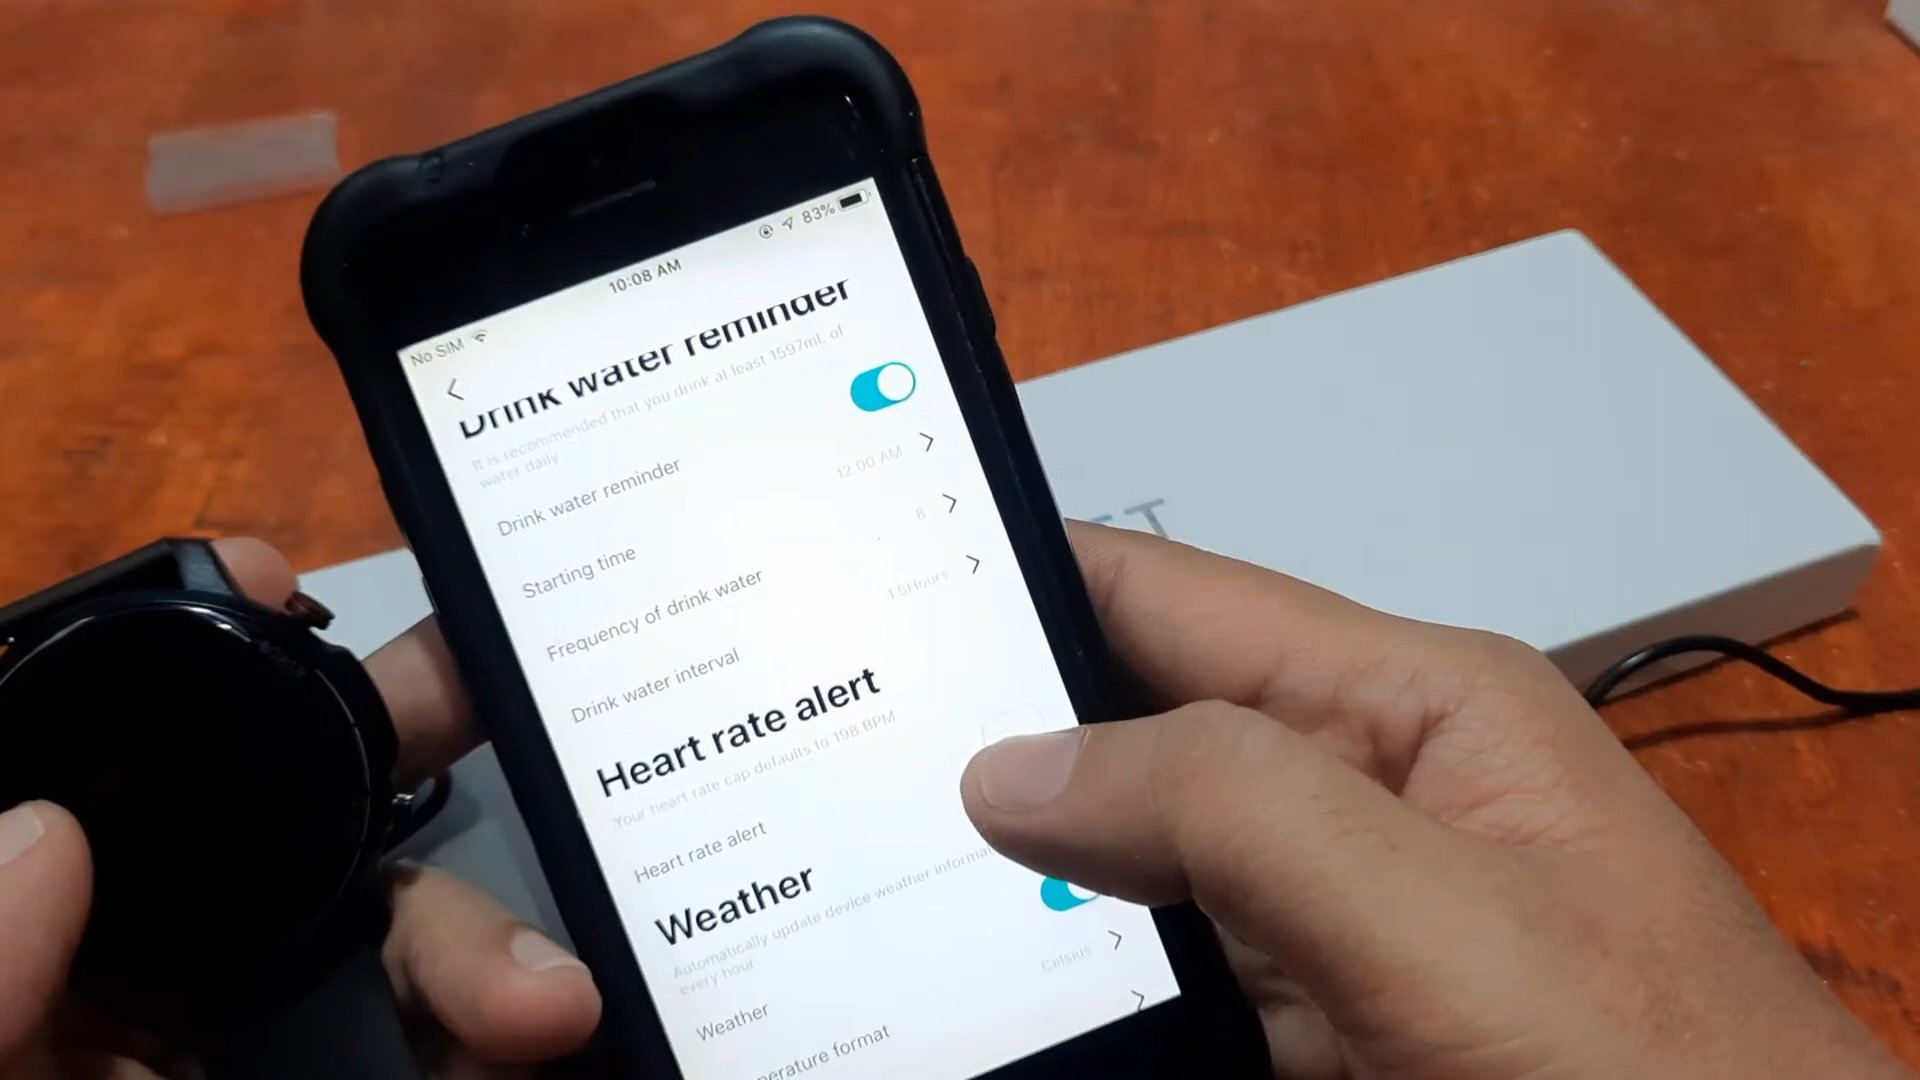 No SIM 10:08 AM 83%
Drink water reminder
It is recommended that you drink at least 1597mL of
water daily
Drink water reminder
Starting time 12:00 AM
Frequency of drink water 8
Drink water interval 1.5Hours
Heart rate alert
Your heart rate cap defaults to 198 BPM
Heart rate alert
Weather
Automatically update device weather informa
every hour
Weather
perature format Celsius